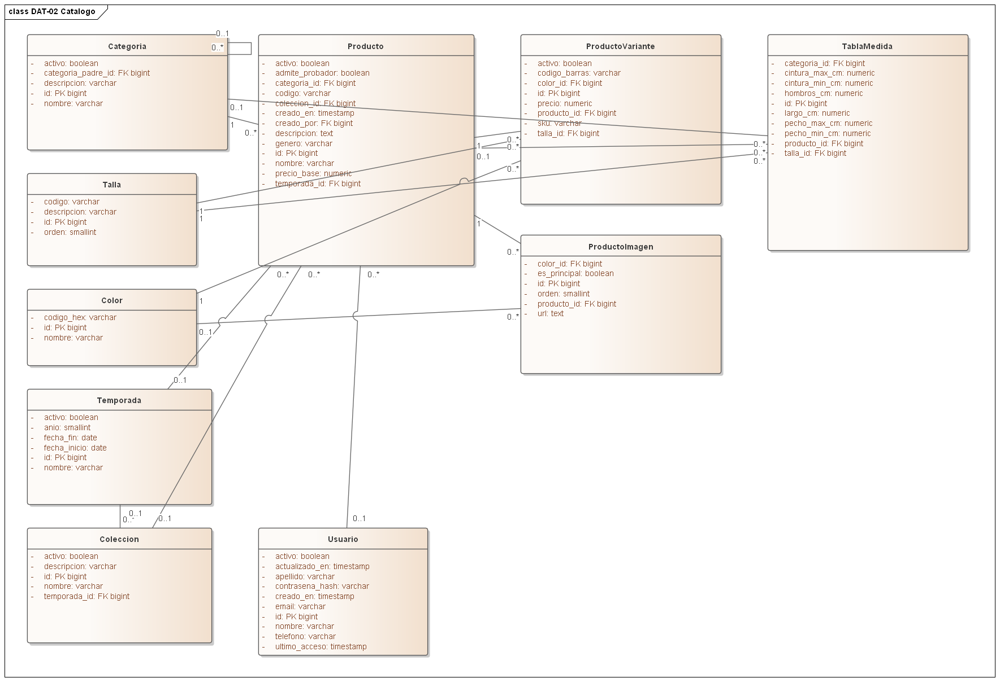 class DAT-02 Catalogo
Categoria
- activo: boolean
- categoria_padre_id: FK bigint
- descripcion: varchar
- id: PK bigint
- nombre: varchar
0..1
0..*
0..1
1
0..*
Producto
- activo: boolean
- admite_probador: boolean
- categoria_id: FK bigint
- codigo: varchar
- coleccion_id: FK bigint
- creado_en: timestamp
- creado_por: FK bigint
- descripcion: text
- genero: varchar
- id: PK bigint
- nombre: varchar
- precio_base: numeric
- temporada_id: FK bigint
1
0..1
1
0..*
0..*
0..*
ProductoVariante
- activo: boolean
- codigo_barras: varchar
- color_id: FK bigint
- id: PK bigint
- precio: numeric
- producto_id: FK bigint
- sku: varchar
- talla_id: FK bigint
0..*
0..*
0..*
TablaMedida
- categoria_id: FK bigint
- cintura_max_cm: numeric
- cintura_min_cm: numeric
- hombros_cm: numeric
- id: PK bigint
- largo_cm: numeric
- pecho_max_cm: numeric
- pecho_min_cm: numeric
- producto_id: FK bigint
- talla_id: FK bigint
0..*
0..*
0..*
Talla
- codigo: varchar
- descripcion: varchar
- id: PK bigint
- orden: smallint
1
1
ProductoImagen
- color_id: FK bigint
- es_principal: boolean
- id: PK bigint
- orden: smallint
- producto_id: FK bigint
- url: text
0..*
0..*
Color
- codigo_hex: varchar
- id: PK bigint
- nombre: varchar
1
0..1
Temporada
- activo: boolean
- anio: smallint
- fecha_fin: date
- fecha_inicio: date
- id: PK bigint
- nombre: varchar
0..1
0..1
0..*
0..1
Coleccion
- activo: boolean
- descripcion: varchar
- id: PK bigint
- nombre: varchar
- temporada_id: FK bigint
0..1
Usuario
- activo: boolean
- actualizado_en: timestamp
- apellido: varchar
- contrasena_hash: varchar
- creado_en: timestamp
- email: varchar
- id: PK bigint
- nombre: varchar
- telefono: varchar
- ultimo_acceso: timestamp